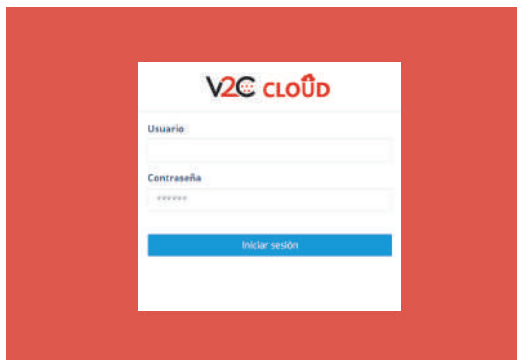 V2C CLOUD
Usuario
Contraseña
******
Iniciar sesión